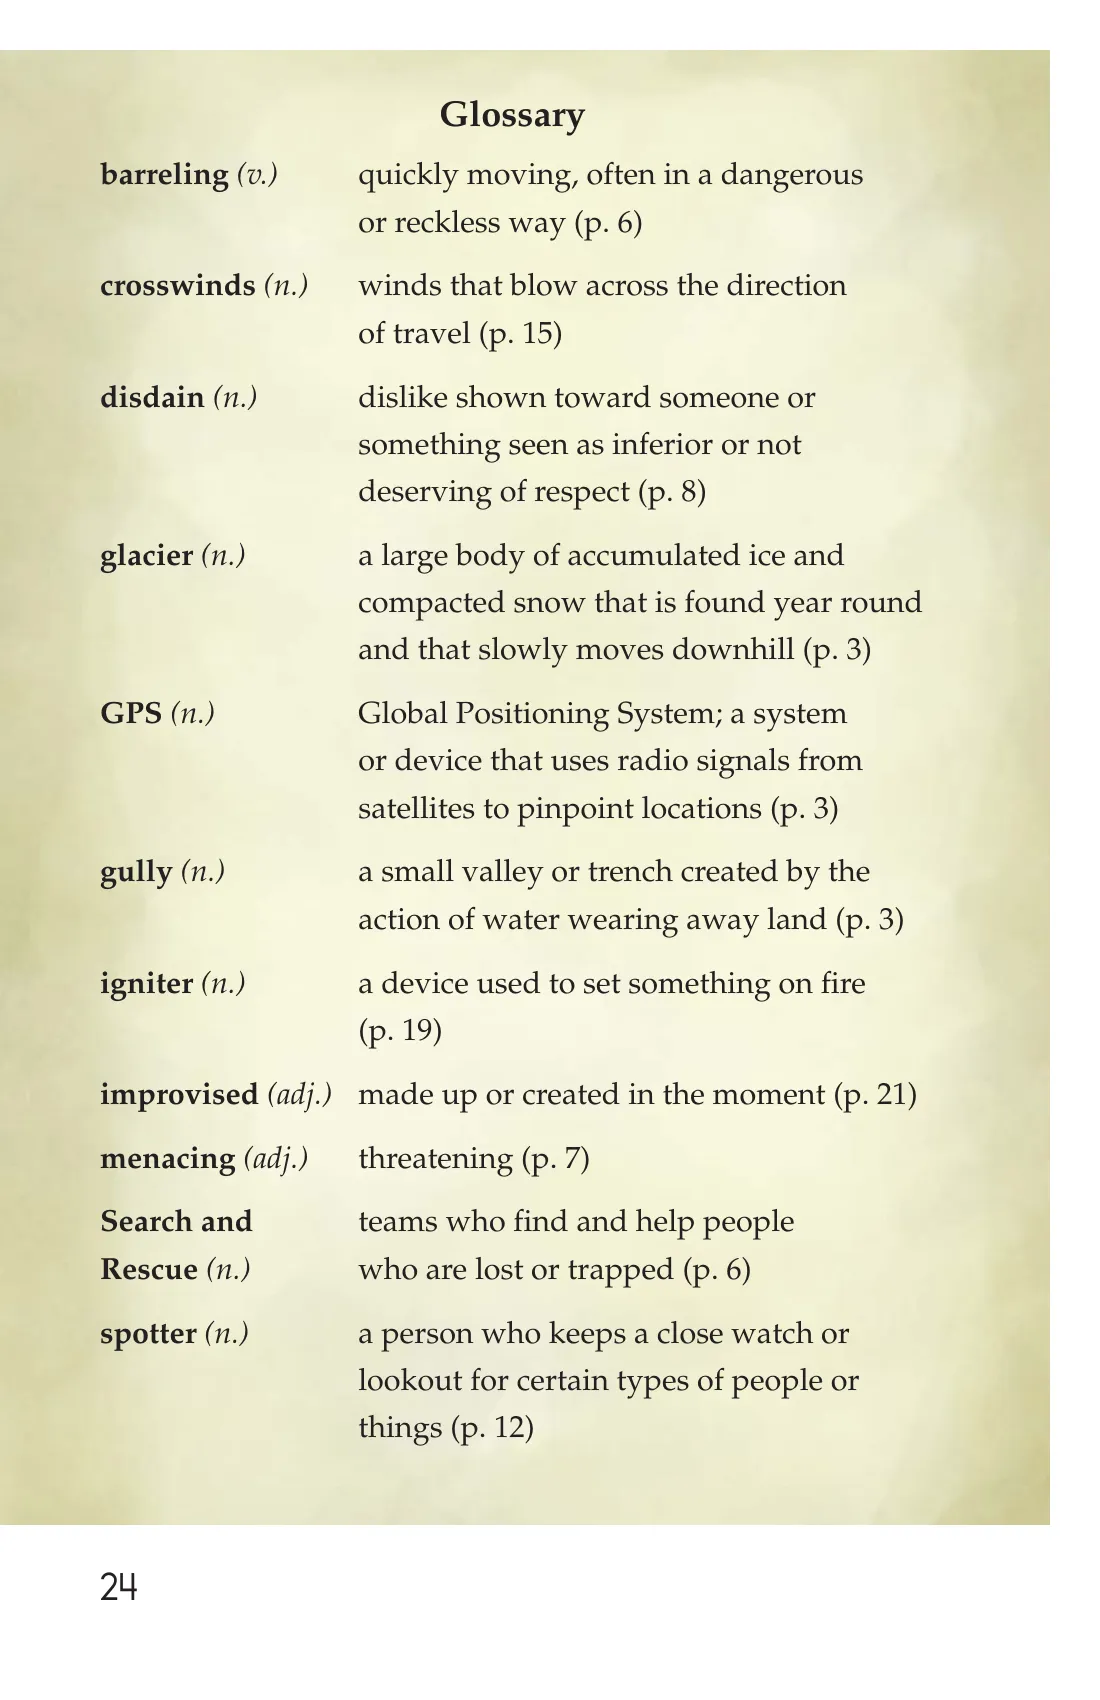 Glossary
barreling (v.) quickly moving, often in a dangerous
or reckless way (p. 6)
crosswinds (n.) winds that blow across the direction
of travel (p. 15)
disdain (n.) dislike shown toward someone or
something seen as inferior or not
deserving of respect (p. 8)
glacier (n.) a large body of accumulated ice and
compacted snow that is found year round
and that slowly moves downhill (p. 3)
GPS (n.) Global Positioning System; a system
or device that uses radio signals from
satellites to pinpoint locations (p. 3)
gully (n.) a small valley or trench created by the
action of water wearing away land (p. 3)
igniter (n.) a device used to set something on fire
(p. 19)
improvised (adj.) made up or created in the moment (p. 21)
menacing (adj.) threatening (p. 7)
Search and teams who find and help people
Rescue (n.) who are lost or trapped (p. 6)
spotter (n.) a person who keeps a close watch or
lookout for certain types of people or
things (p. 12)
24